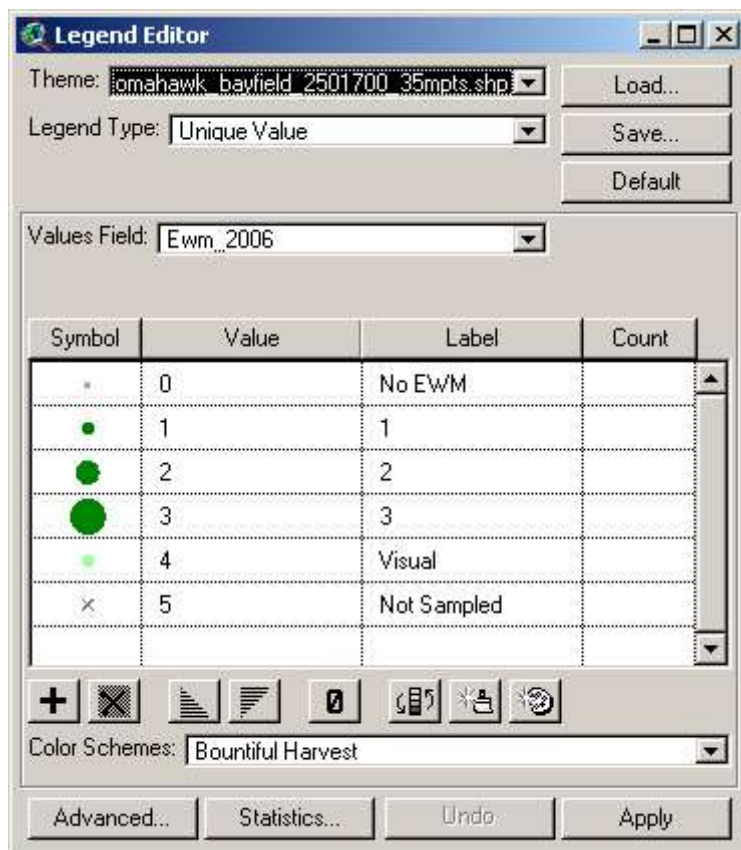 Legend Editor
Theme: omahawk_bayfield_2501700_35mpts.shp
Load...
Legend Type: Unique Value
Save...
Default
Values Field: Ewm_2006
Symbol Value Label Count
0 No EWM
1 1
2 2
3 3
4 Visual
5 Not Sampled
0
Color Schemes: Bountiful Harvest
Advanced... Statistics... Undo Apply